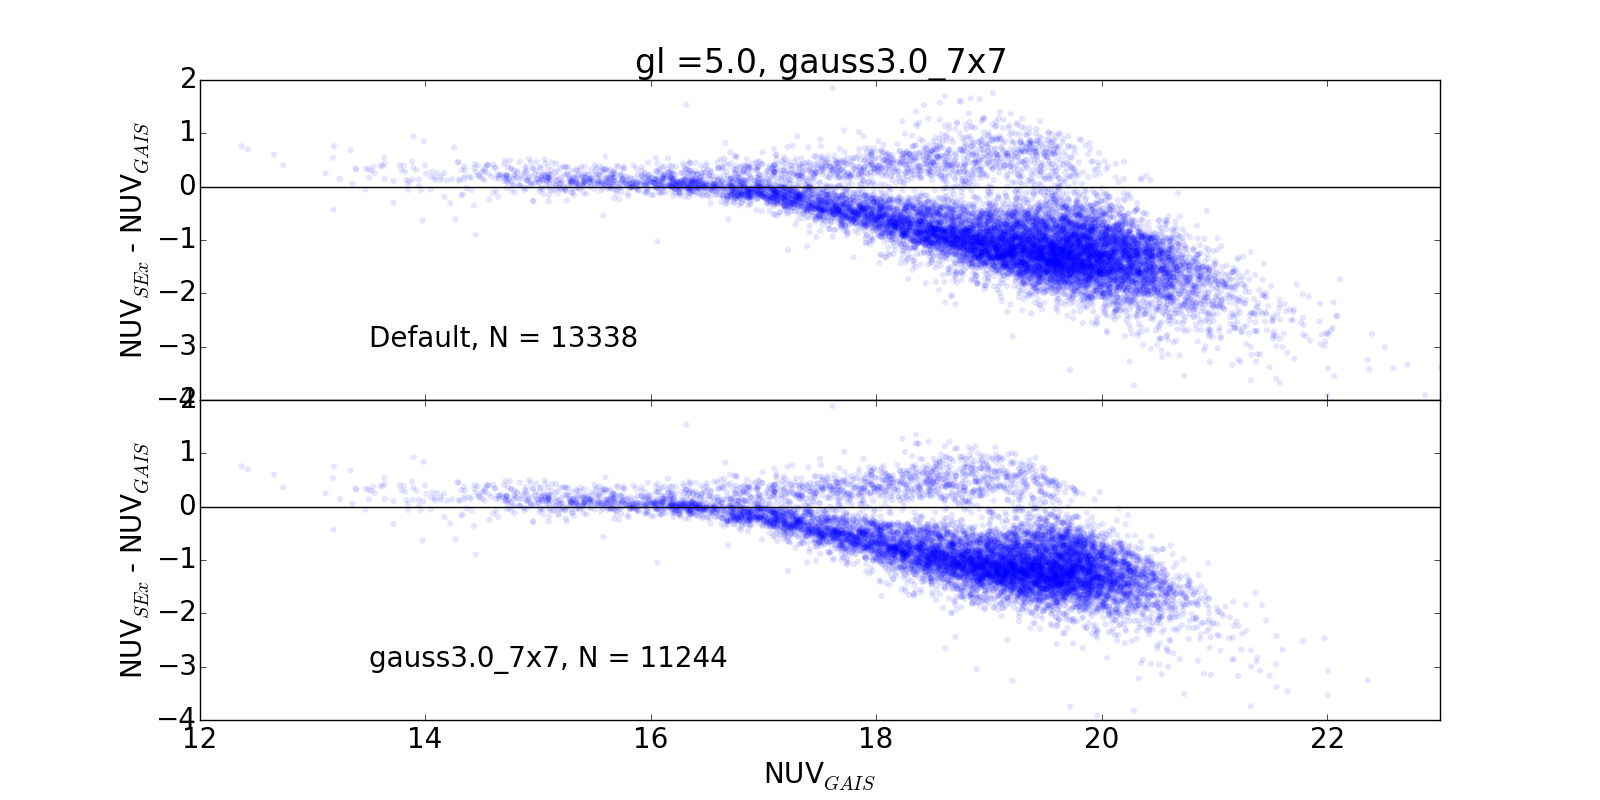 gl =5.0, gauss3.0_7x7
2
1
0
−1
−2
−3
−4
NUV_SEx - NUV_GAIS
Default, N = 13338
2
1
0
−1
−2
−3
−4
NUV_SEx - NUV_GAIS
gauss3.0_7x7, N = 11244
12 14 16 18 20 22
NUV_GAIS